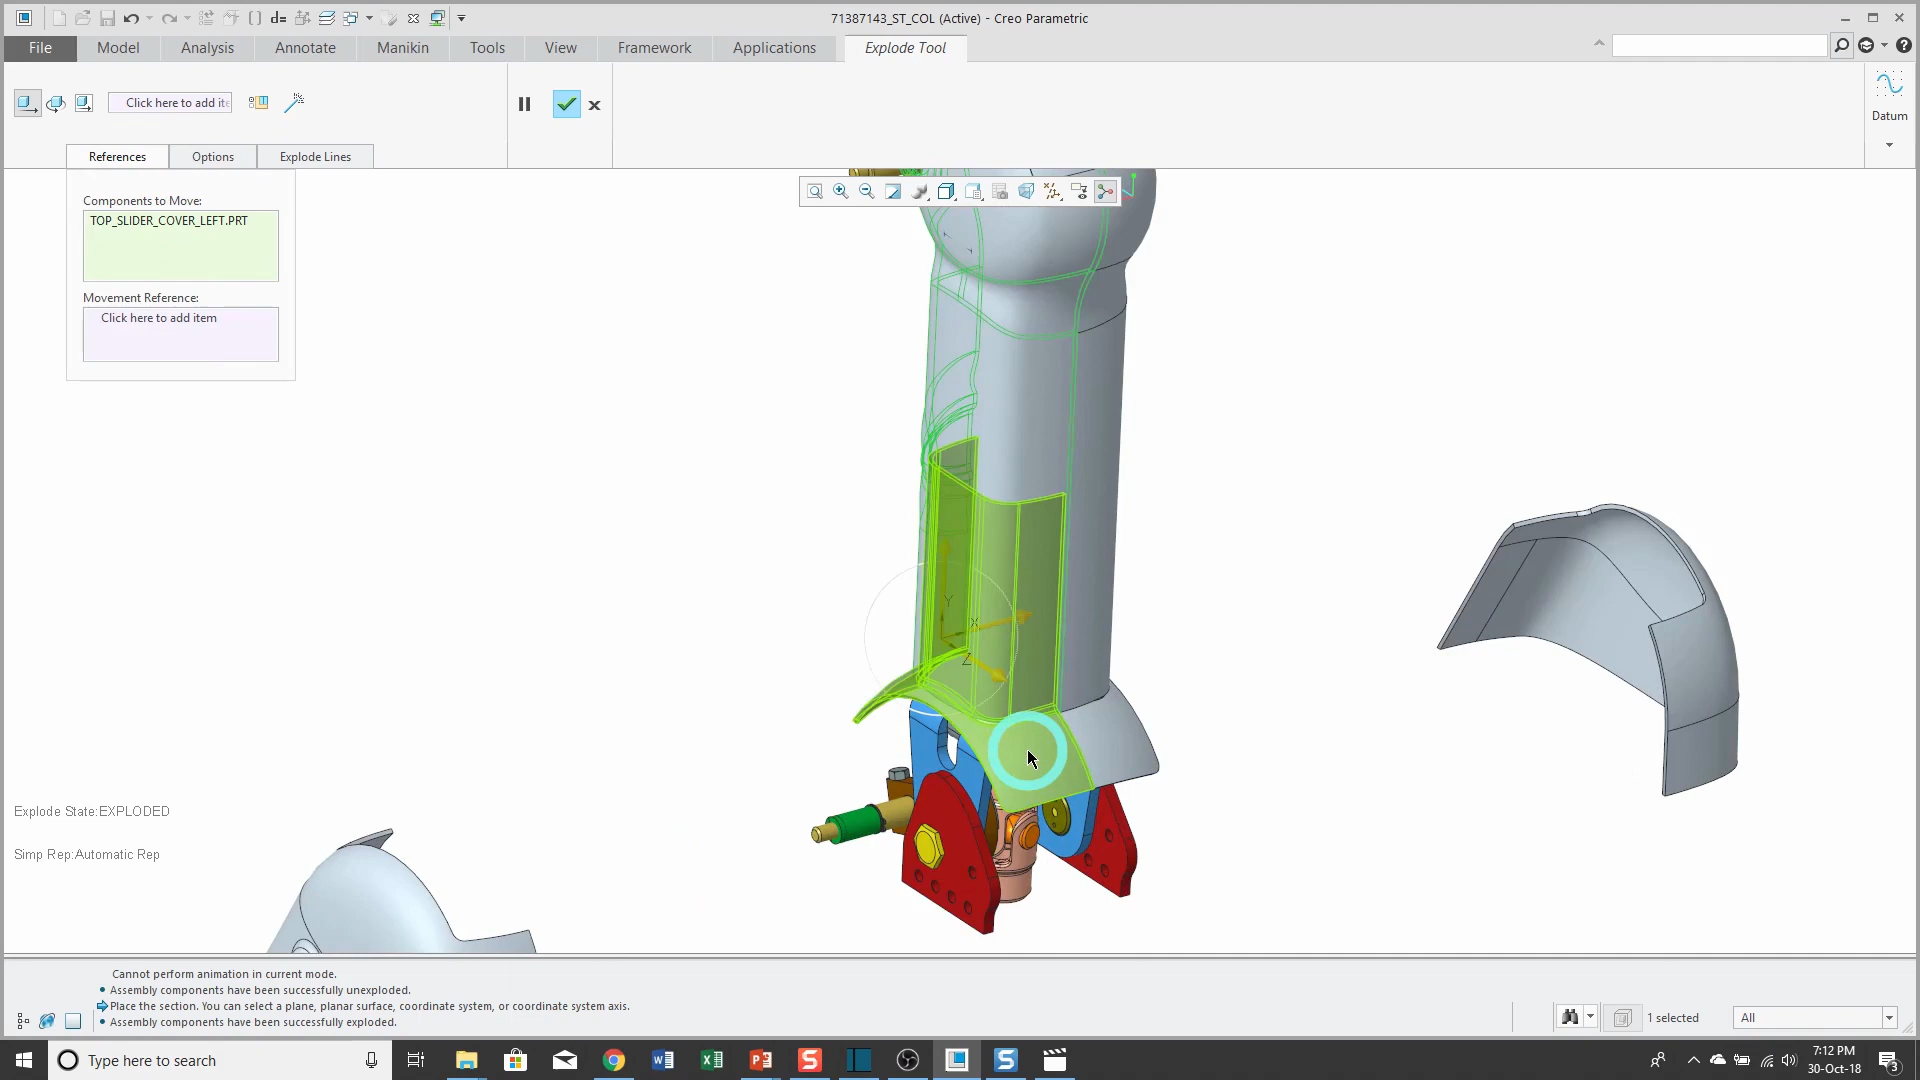 71387143_ST_COL (Active) - Creo Parametric
File
Model
Analysis
Annotate
Manikin
Tools
View
Framework
Applications
Explode Tool
Click here to add ite
Datum
References
Options
Explode Lines
Components to Move:
TOP_SLIDER_COVER_LEFT.PRT
Movement Reference:
Click here to add item
Y
X
Z
Explode State:EXPLODED
Simp Rep:Automatic Rep
Cannot perform animation in current mode.
• Assembly components have been successfully unexploded.
Place the section. You can select a plane, planar surface, coordinate system, or coordinate system axis.
• Assembly components have been successfully exploded.
1 selected
All
Type here to search
7:12 PM
30-Oct-18
3